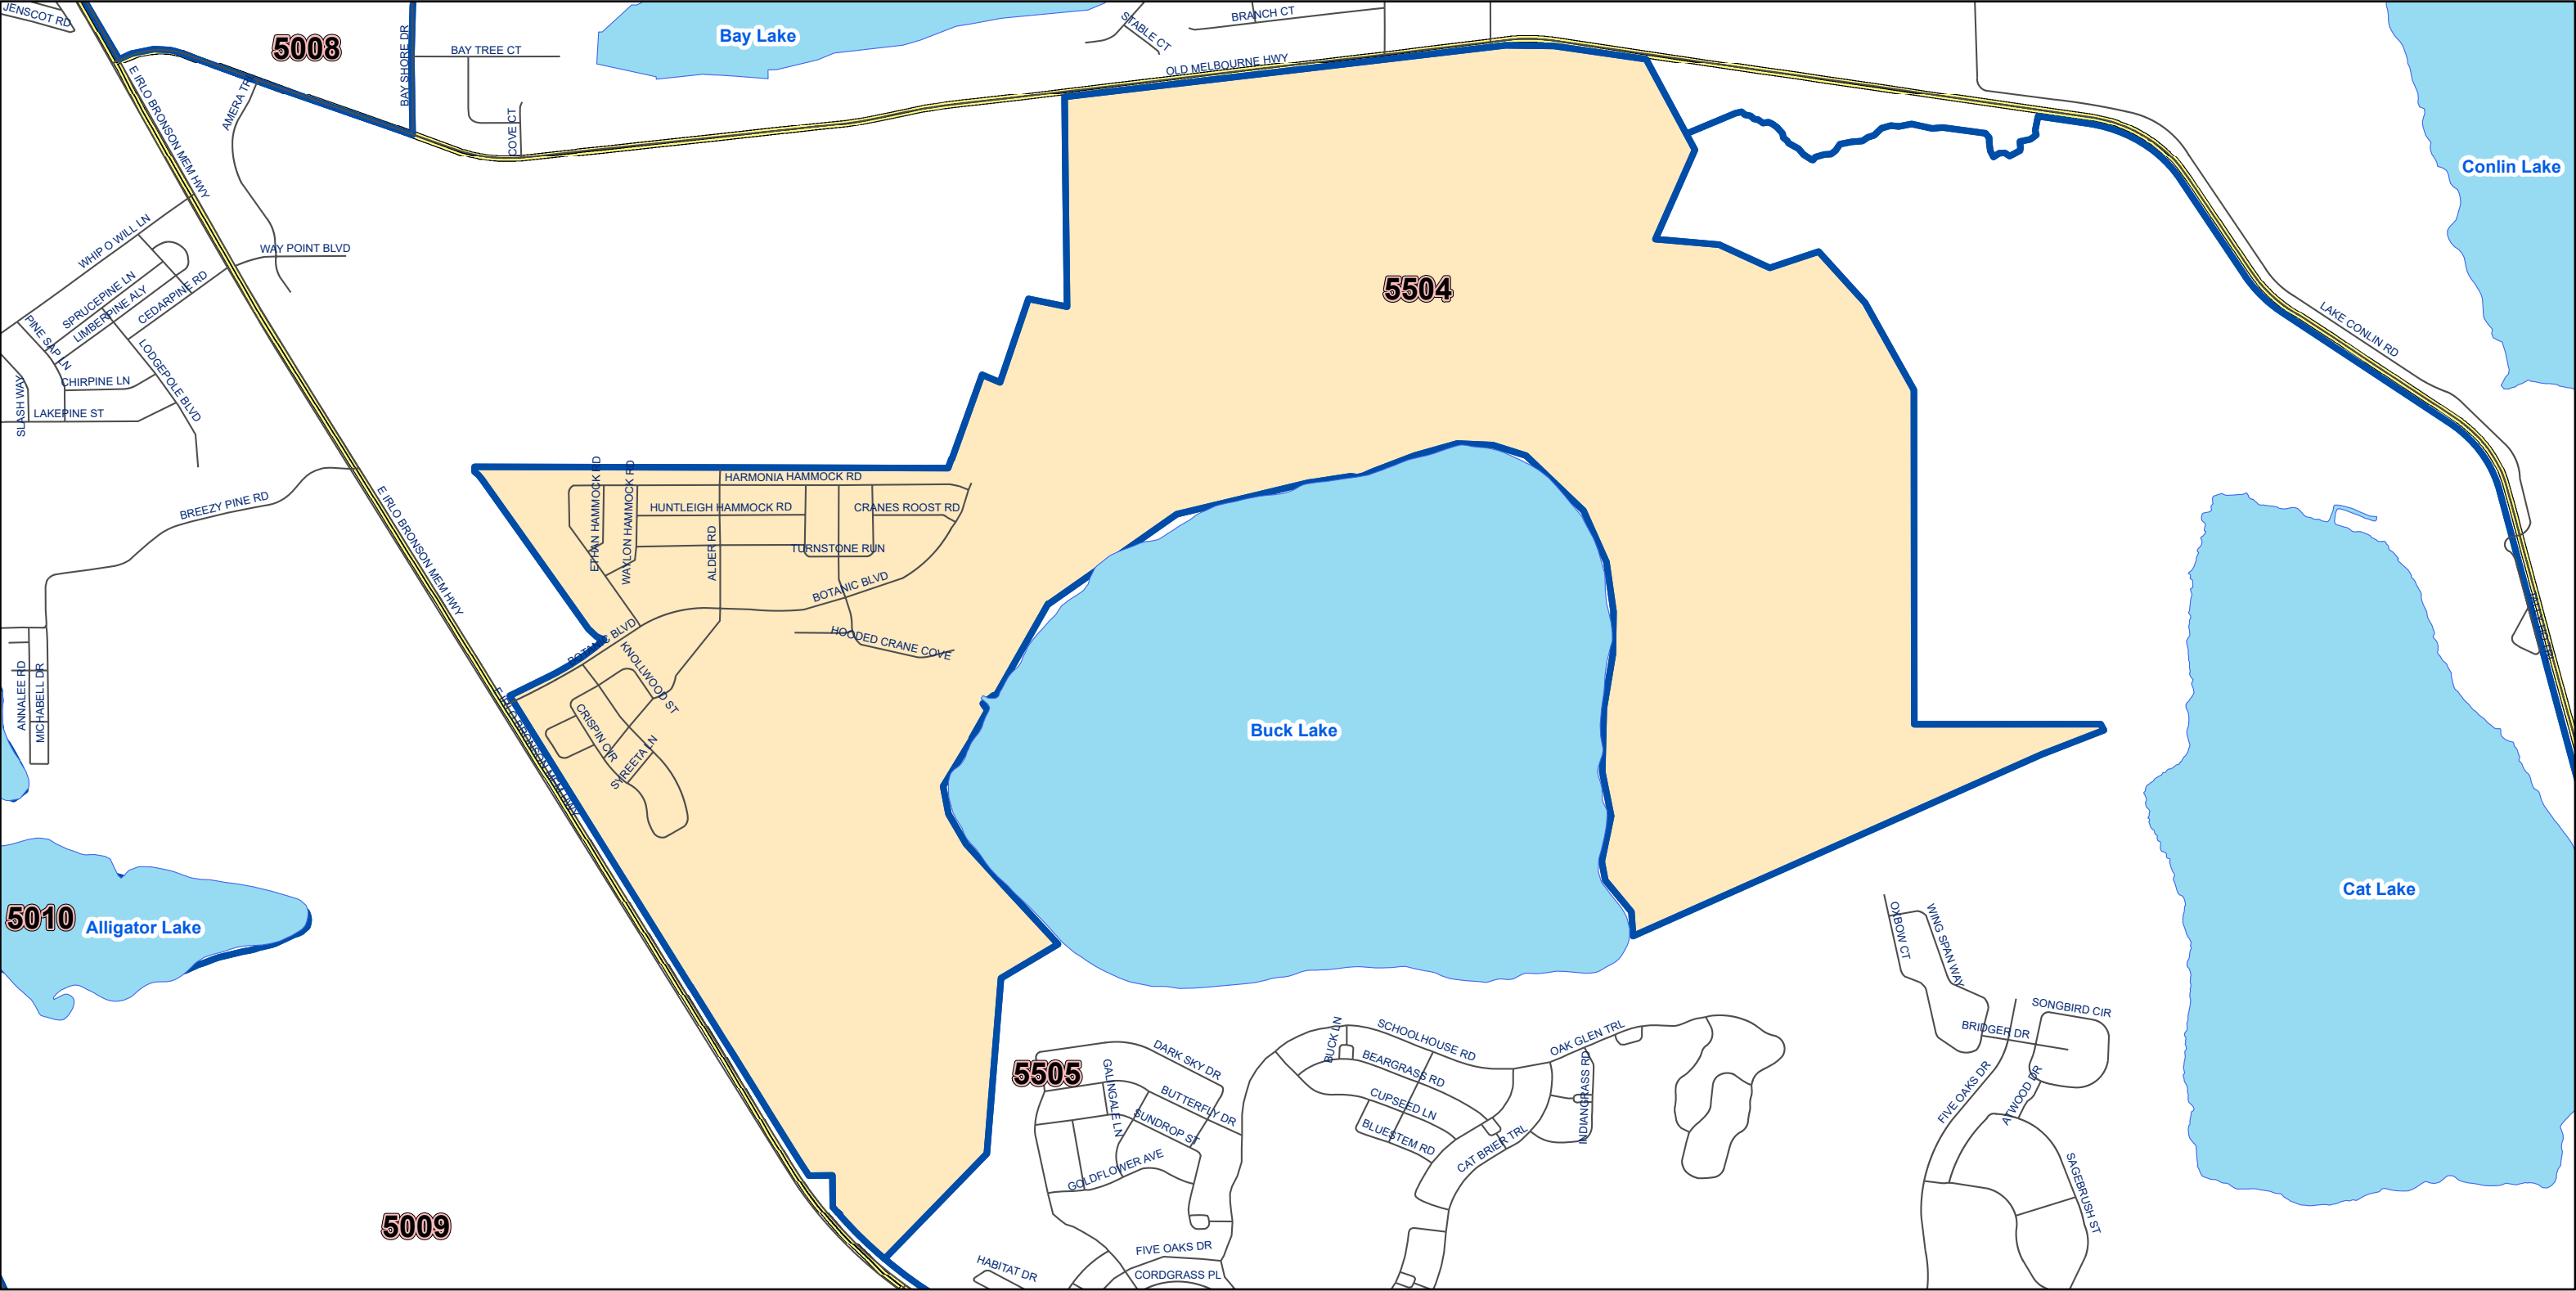 JENSCOT RD
5008
BAY SHORE DR
BAY TREE CT
COVE CT
Bay Lake
STABLE CT
BRANCH CT
OLD MELBOURNE HWY
E IRLO BRONSON MEM HWY
AMERA TRL
WAY POINT BLVD
WHIP O WILL LN
SPRUCEPINE LN
LIMBERPINE ALY
CEDARPINE RD
PINE SAP LN
LODGEPOLE BLVD
CHIRPINE LN
SLASH WAY
LAKEPINE ST
BREEZY PINE RD
E IRLO BRONSON MEM HWY
5504
Conlin Lake
LAKE CONLIN RD
HARMONIA HAMMOCK RD
ETHAN HAMMOCK RD
WAYLON HAMMOCK RD
HUNTLEIGH HAMMOCK RD
CRANES ROOST RD
ALDER RD
TURNSTONE RUN
BOTANIC BLVD
HOODED CRANE COVE
BOTANIC BLVD
KNOLLWOOD ST
CRISPIN CIR
SYREETA LN
E IRLO BRONSON MEM HWY
ANNALEE RD
MICHABELL DR
Buck Lake
Cat Lake
5010
Alligator Lake
5009
5505
DARK SKY DR
GALINGALE LN
BUTTERFLY DR
SUNDROP ST
GOLDFLOWER AVE
FIVE OAKS DR
CORDGRASS PL
HABITAT DR
BUCK LN
SCHOOLHOUSE RD
BEARGRASS RD
CUPSEED LN
BLUESTEM RD
CAT BRIER TRL
OAK GLEN TRL
INDIANGRASS RD
OXBOW CT
WING SPAN WAY
SONGBIRD CIR
BRIDGER DR
FIVE OAKS DR
ATWOOD DR
SAGEBRUSH ST